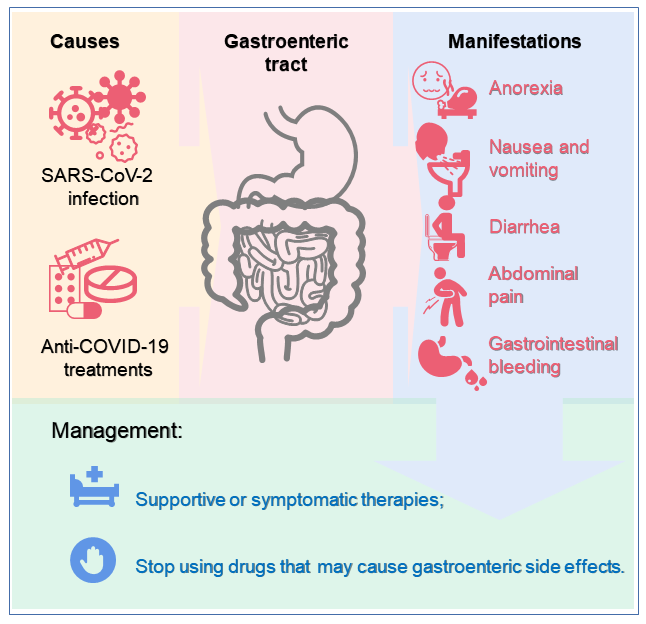 Causes
SARS-CoV-2
infection
Anti-COVID-19
treatments
Gastroenteric
tract
Manifestations
Anorexia
Nausea and
vomiting
Diarrhea
Abdominal
pain
Gastrointestinal
bleeding
Management:
Supportive or symptomatic therapies;
Stop using drugs that may cause gastroenteric side effects.